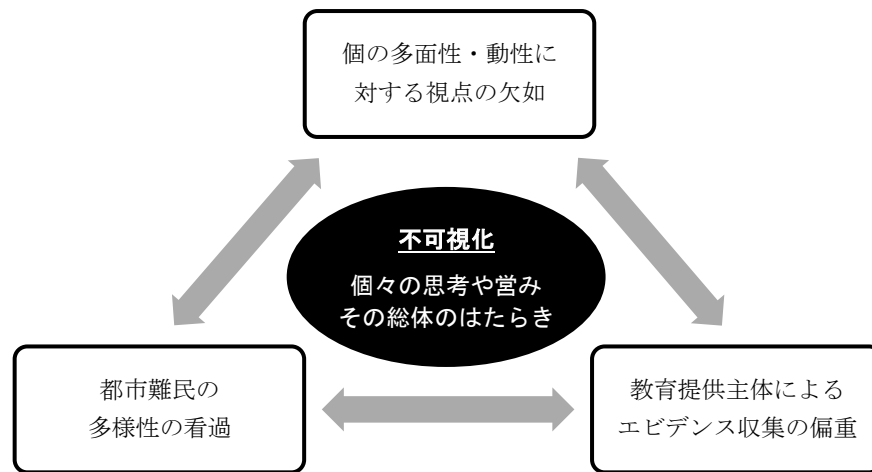 個の多面性・動性に
対する視点の欠如
不可視化
個々の思考や営み
その総体のはたらき
都市難民の
多様性の看過
教育提供主体による
エビデンス収集の偏重